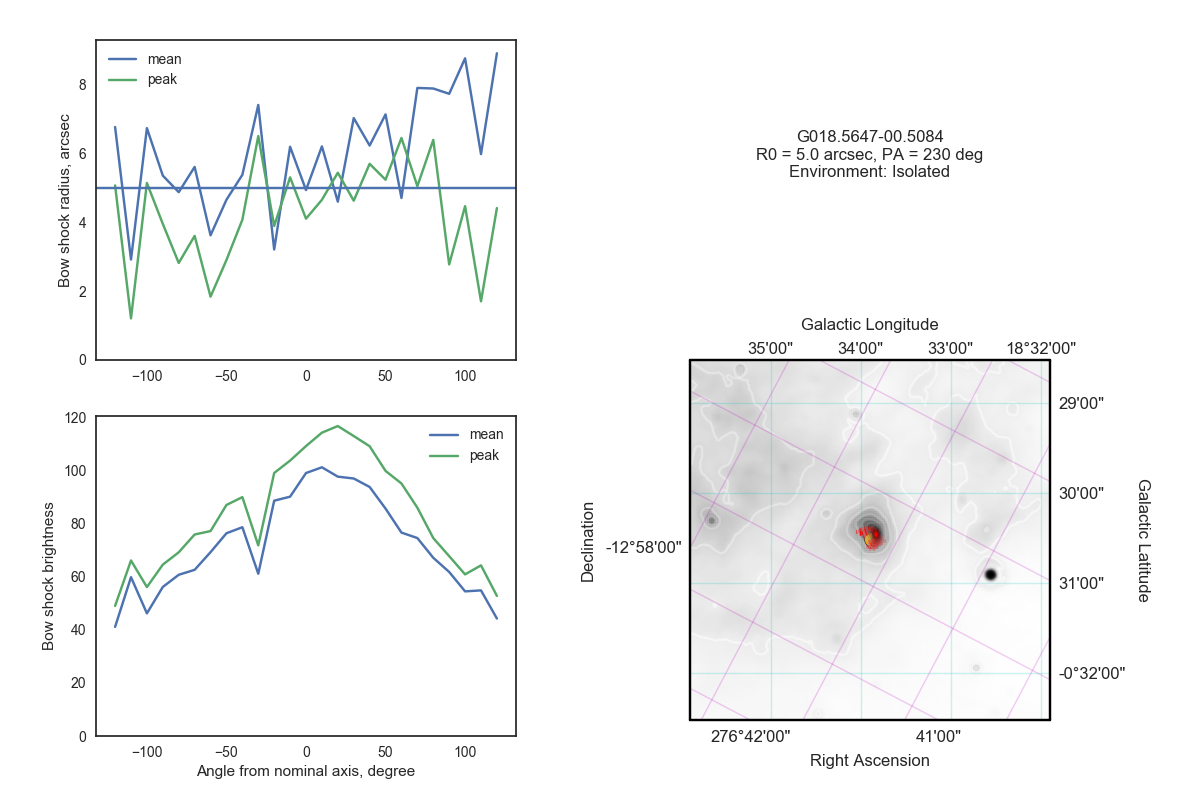 mean
peak
Bow shock radius, arcsec
8
6
4
2
0
−100
−50
0
50
100
mean
peak
Bow shock brightness
120
100
80
60
40
20
0
−100
−50
0
50
100
Angle from nominal axis, degree
G018.5647-00.5084
R0 = 5.0 arcsec, PA = 230 deg
Environment: Isolated
Galactic Longitude
35'00"
34'00"
33'00"
18°32'00"
29'00"
30'00"
31'00"
-0°32'00"
Galactic Latitude
Declination
-12°58'00"
276°42'00"
41'00"
Right Ascension